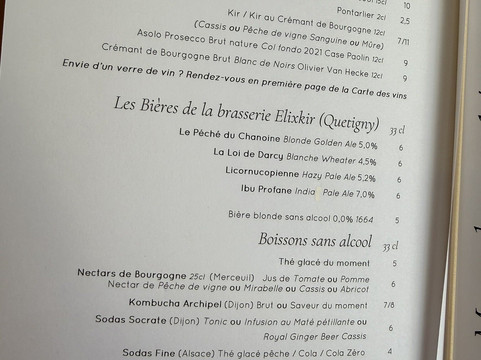 15cl 10
Pontarlier 2cl 2,5
Kir / Kir au Crémant de Bourgogne 12cl 7/11
(Cassis ou Pêche de vigne Sanguine ou Mûre)
Asolo Prosecco Brut nature Col fondo 2021 Case Paolin 12cl 9
Crémant de Bourgogne Brut Blanc de Noirs Olivier Van Hecke 12cl 9
Envie d'un verre de vin ? Rendez-vous en première page de la Carte des vins
Les Bières de la brasserie Elixkir (Quetigny) 33 cl
Le Péché du Chanoine Blonde Golden Ale 5,0% 6
La Loi de Darcy Blanche Wheater 4,5% 6
Licornucopienne Hazy Pale Ale 5,2% 6
Ibu Profane India Pale Ale 7,0% 6
Bière blonde sans alcool 0,0% 1664 5
Boissons sans alcool 33 cl
Thé glacé du moment 5
Nectars de Bourgogne 25cl (Merceuil) Jus de Tomate ou Pomme 6
Nectar de Pêche de vigne ou Mirabelle ou Cassis ou Abricot
Kombucha Archipel (Dijon) Brut ou Saveur du moment 7/8
Sodas Socrate (Dijon) Tonic ou Infusion au Maté pétillante ou 6
Royal Ginger Beer Cassis
Sodas Fine (Alsace) Thé glacé pêche / Cola / Cola Zéro 4